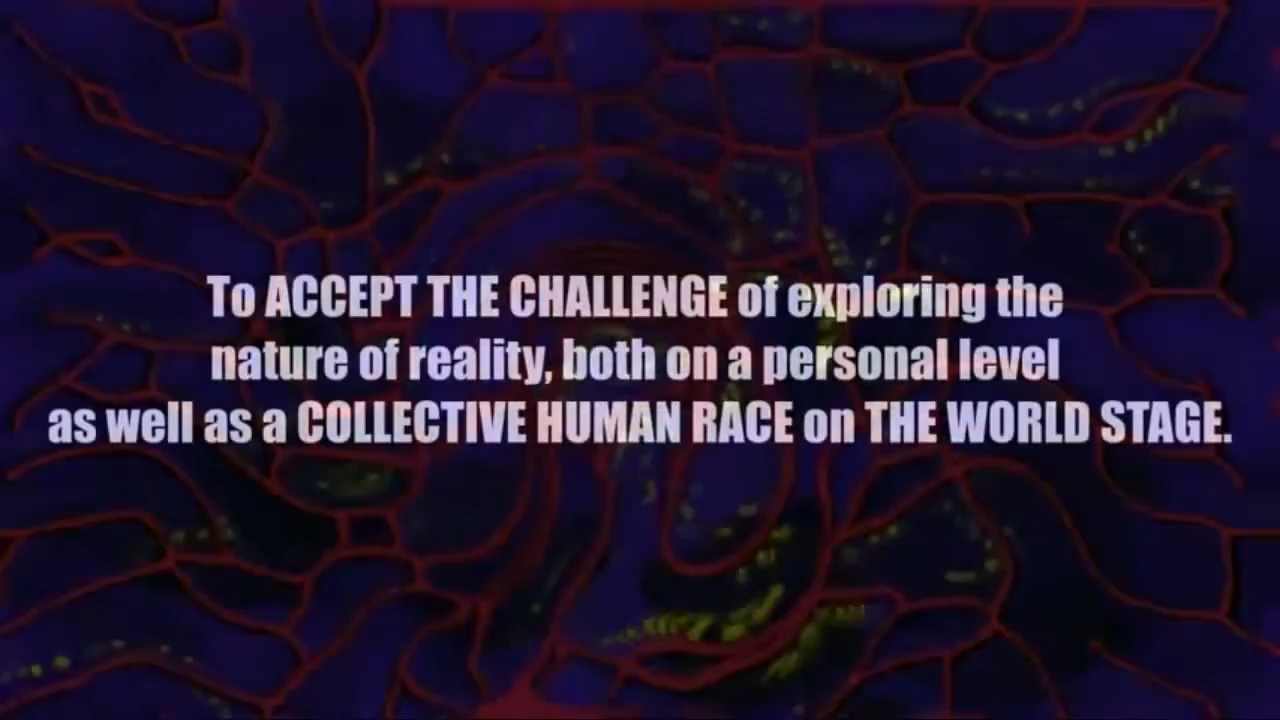 To ACCEPT THE CHALLENGE of exploring the
nature of reality, both on a personal level
as well as a COLLECTIVE HUMAN RACE on THE WORLD STAGE.